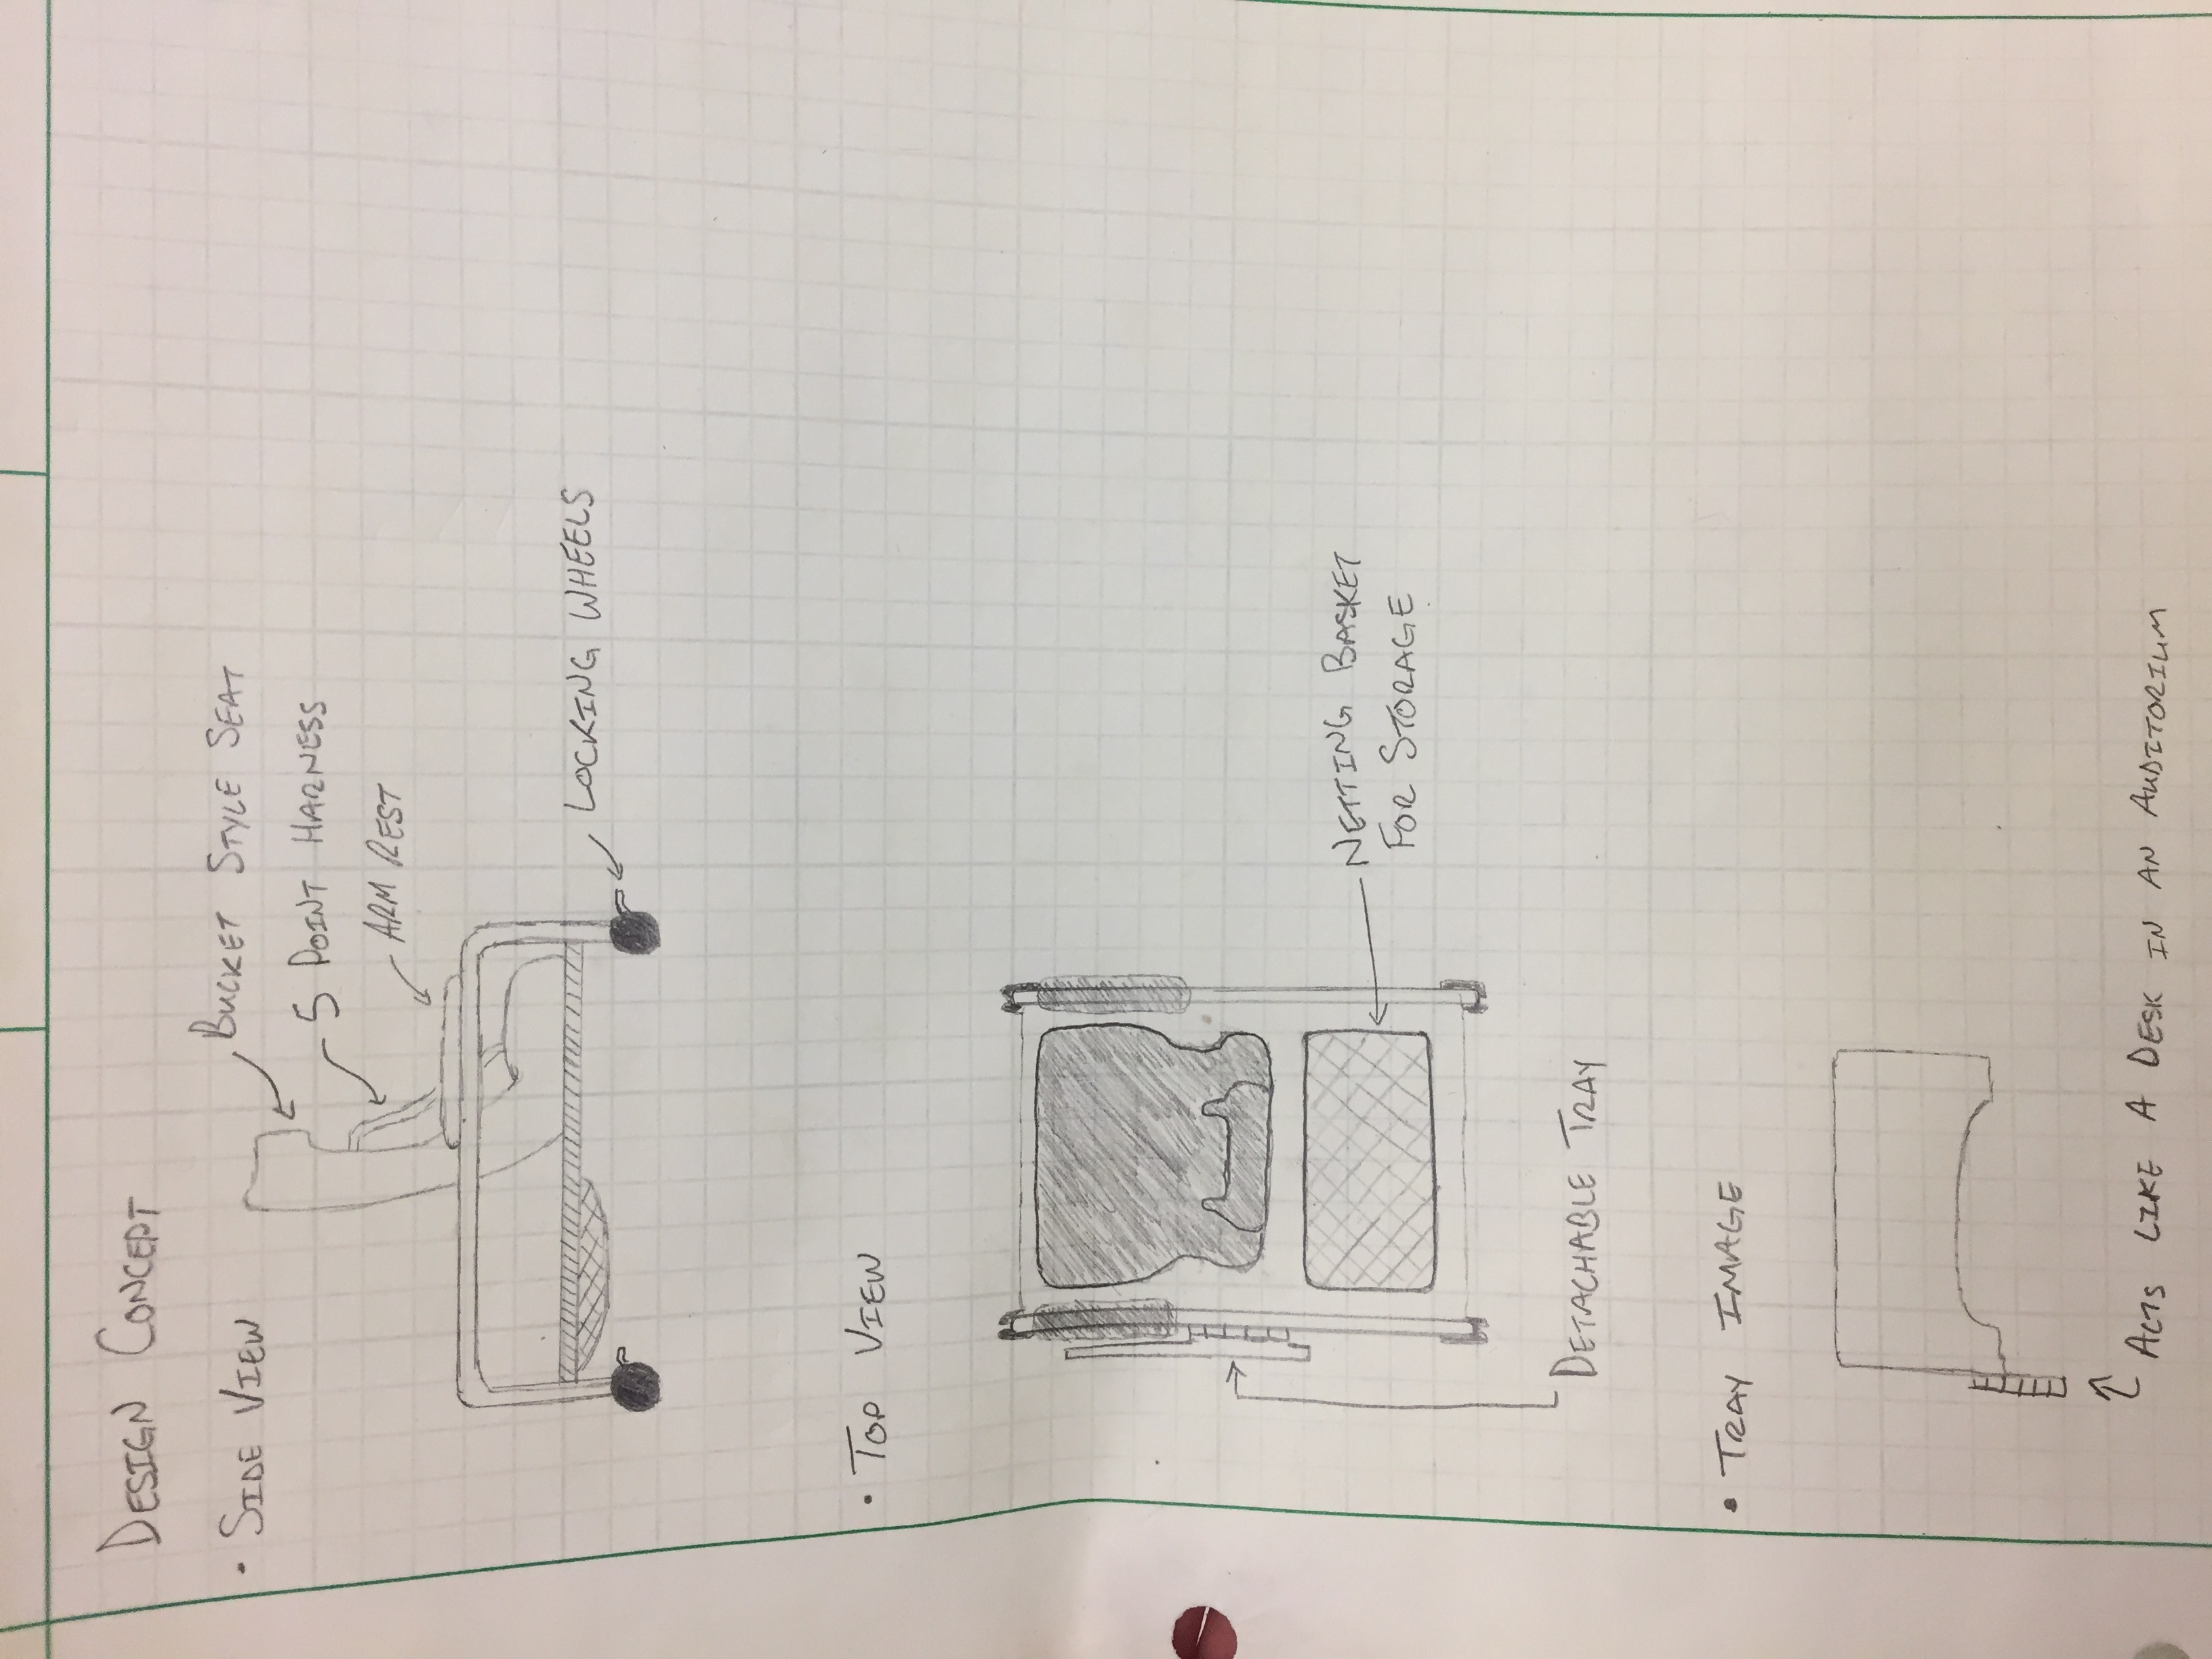 DESIGN CONCEPT
• SIDE VIEW
BUCKET STYLE SEAT
5 POINT HARNESS
ARM REST
LOCKING WHEELS
• TOP VIEW
NETTING BASKET
FOR STORAGE
DETACHABLE TRAY
• TRAY IMAGE
ACTS LIKE A DESK IN AN AUDITORIUM